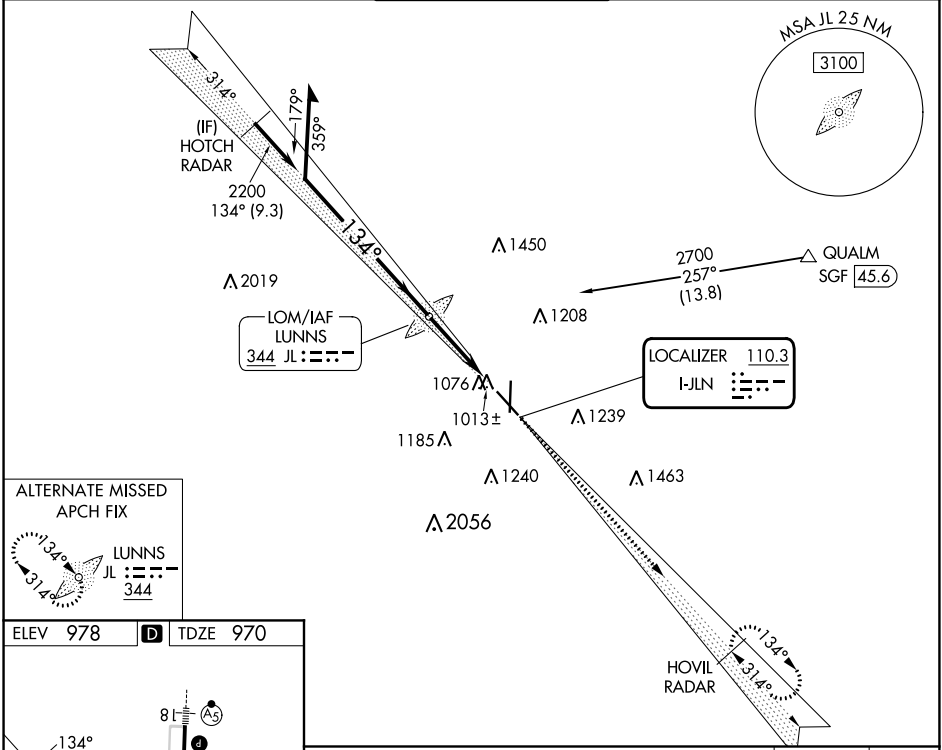 MSA JL 25 NM
3100
314°
(IF)
HOTCH
RADAR
179°
359°
2200
134° (9.3)
134°
1450
2700
257°
(13.8)
QUALM
SGF 45.6
2019
1208
LOM/IAF
LUNNS
344 JL
LOCALIZER 110.3
I-JLN
1076
1013±
1239
1185
1240
1463
2056
ALTERNATE MISSED
APCH FIX
134°
314°
LUNNS
JL
344
HOVIL
RADAR
134°
314°
ELEV 978 D TDZE 970
18
A5
P
134°